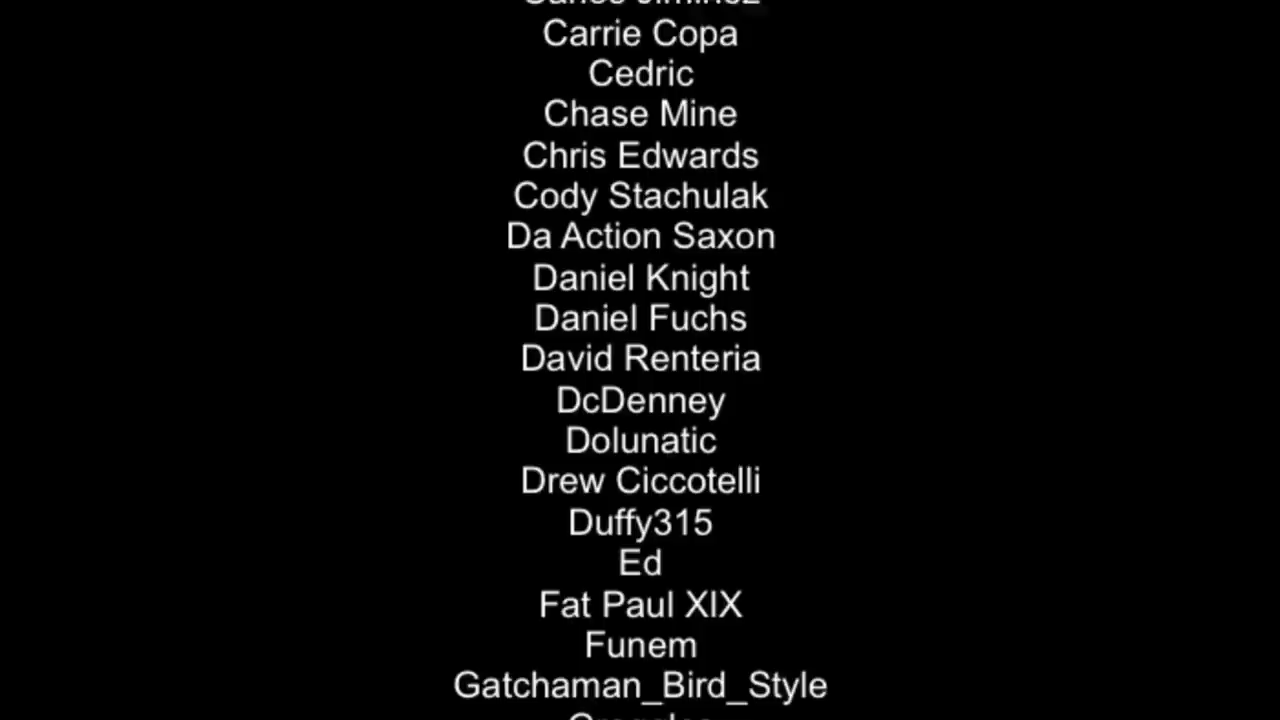 Carrie Copa
Cedric
Chase Mine
Chris Edwards
Cody Stachulak
Da Action Saxon
Daniel Knight
Daniel Fuchs
David Renteria
DcDenney
Dolunatic
Drew Ciccotelli
Duffy315
Ed
Fat Paul XIX
Funem
Gatchaman_Bird_Style